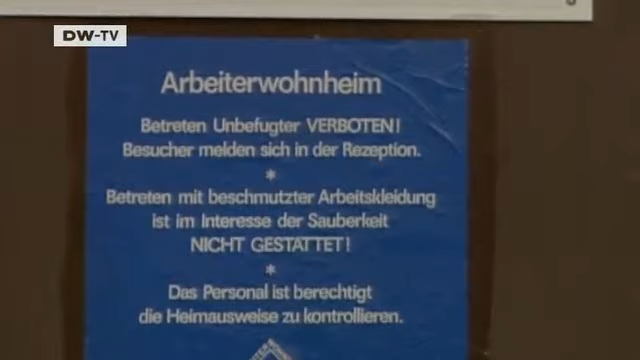 DW-TV
Arbeiterwohnheim
Betreten Unbefugter VERBOTEN!
Besucher melden sich in der Rezeption.
*
Betreten mit beschmutzter Arbeitskleidung
ist im Interesse der Sauberkeit
NICHT GESTATTET!
*
Das Personal ist berechtigt
die Heimausweise zu kontrollieren.